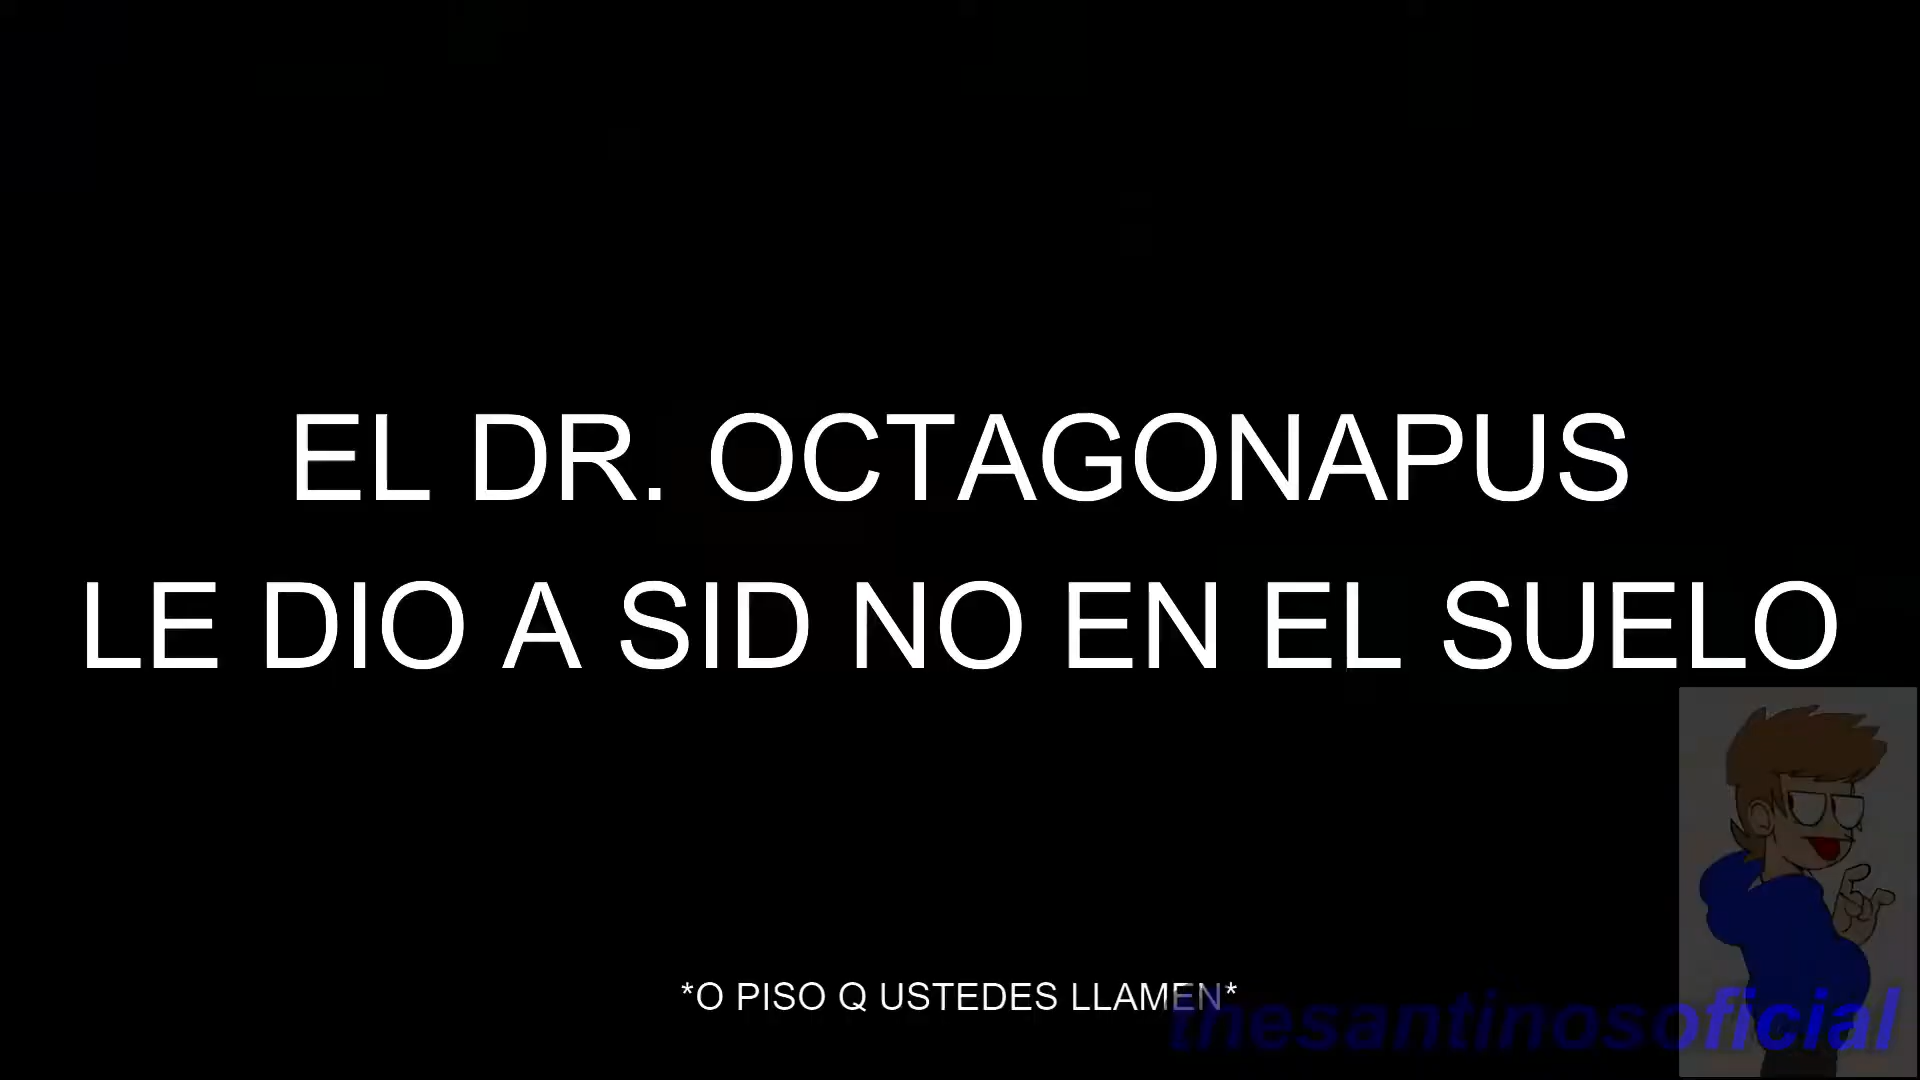 EL DR. OCTAGONAPUS
LE DIO A SID NO EN EL SUELO
*O PISO Q USTEDES LLAMEN*
thesantinosoficial